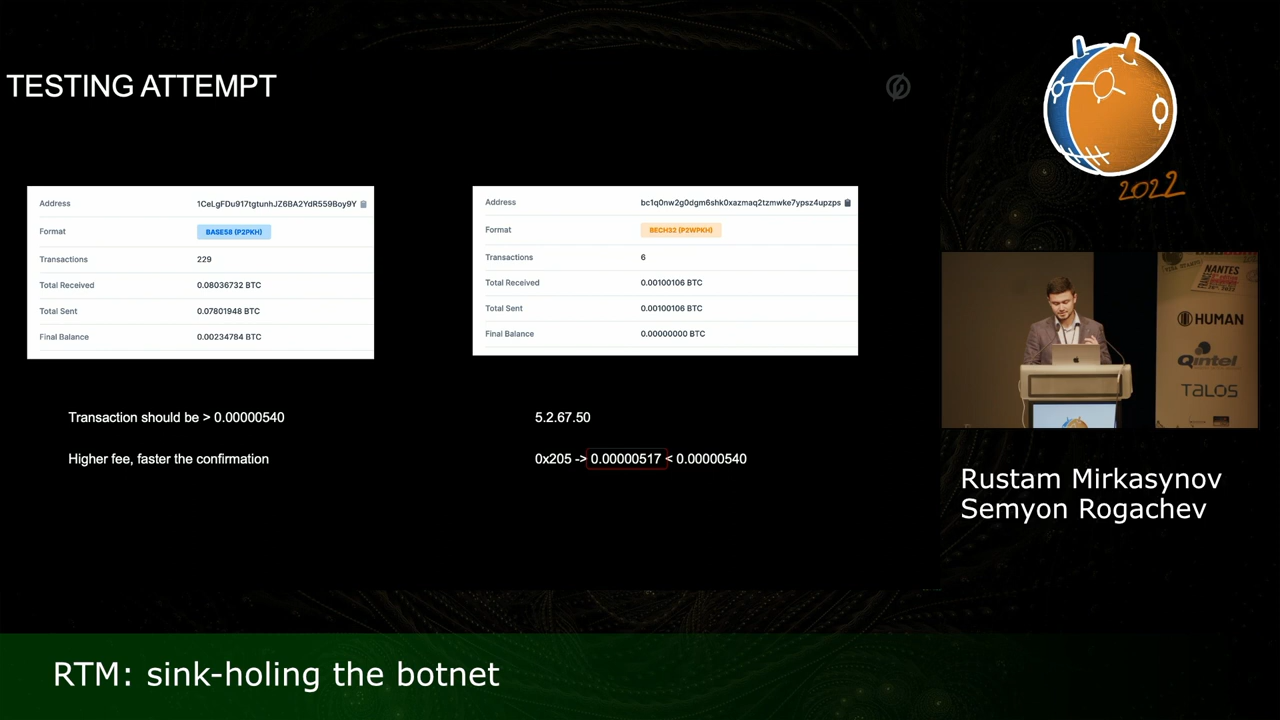 TESTING ATTEMPT
2022
Address 1CeLgFDu917tgtunhJZ6BA2YdR559Boy9Y
Format BASE58 (P2PKH)
Transactions 229
Total Received 0.08036732 BTC
Total Sent 0.07801948 BTC
Final Balance 0.00234784 BTC
Address bc1q0nw2g0dgm6shk0xazmaq2tzmwke7ypsz4upzps
Format BECH32 (P2WPKH)
Transactions 6
Total Received 0.00100106 BTC
Total Sent 0.00100106 BTC
Final Balance 0.00000000 BTC
Transaction should be > 0.00000540
Higher fee, faster the confirmation
5.2.67.50
0x205 -> 0.00000517 < 0.00000540
NANTES
HUMAN
Qintel
TALOS
Rustam Mirkasynov
Semyon Rogachev
RTM: sink-holing the botnet